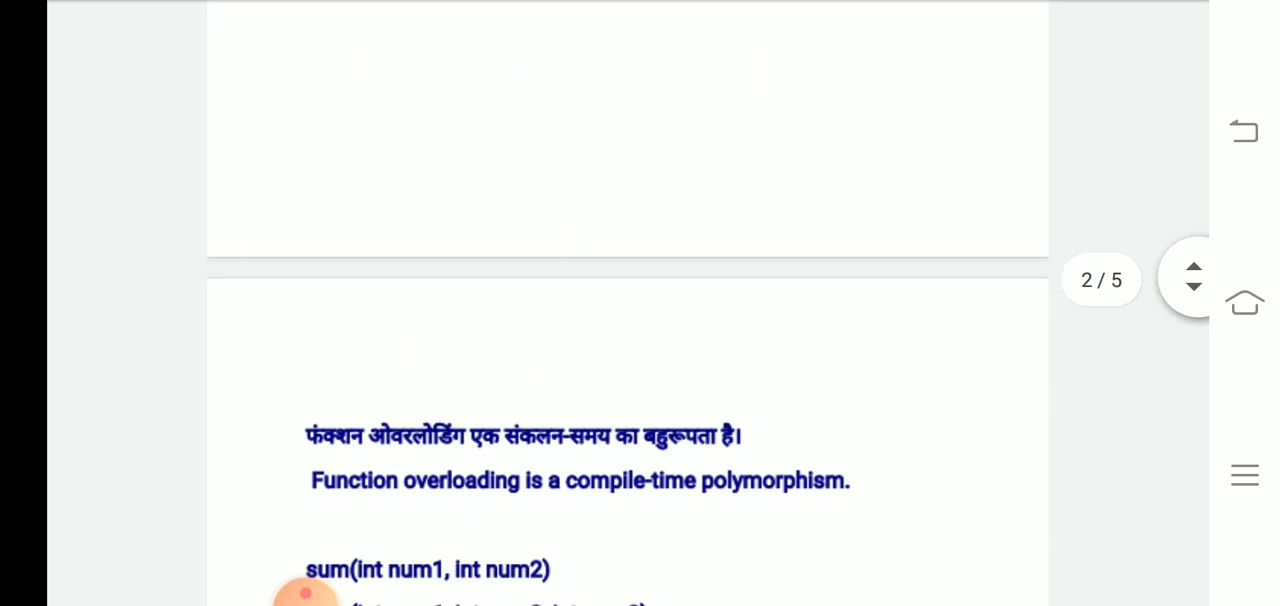 2 / 5
फंक्शन ओवरलोडिंग एक संकलन-समय का बहुरूपता है।
Function overloading is a compile-time polymorphism.
sum(int num1, int num2)